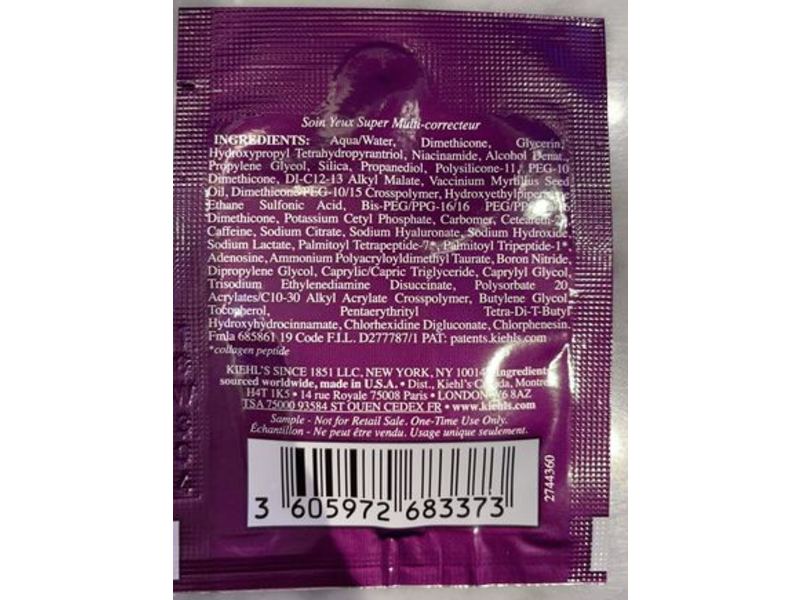 Soin Yeux Super Multi-correcteur
INGREDIENTS: Aqua/Water, Dimethicone, Glycerin,
Hydroxypropyl Tetrahydropyrantriol, Niacinamide, Alcohol Denat.,
Propylene Glycol, Silica, Propanediol, Polysilicone-11, PEG-10
Dimethicone, DI-C12-13 Alkyl Malate, Vaccinium Myrtillus Seed
Oil, Dimethicone/PEG-10/15 Crosspolymer,
Ethane Sulfonic Acid, Bis-PEG/PPG-16/16
Dimethicone, Potassium Cetyl Phosphate, Carbomer,
Caffeine, Sodium Citrate, Sodium Hyaluronate, Sodium Hydroxide,
Sodium Lactate, Palmitoyl Tetrapeptide-7*, Palmitoyl Tripeptide-1*,
Adenosine, Ammonium Polyacryloyldimethyl Taurate, Boron Nitride,
Dipropylene Glycol, Caprylic/Capric Triglyceride, Caprylyl Glycol,
Trisodium Ethylenediamine Disuccinate, Polysorbate 20,
Acrylates/C10-30 Alkyl Acrylate Crosspolymer, Butylene Glycol,
Tocopherol, Pentaerythrityl Tetra-Di-T-Butyl
Hydroxyhydrocinnamate, Chlorhexidine Digluconate, Chlorphenesin.
Fmla 685861 19 Code F.I.L. D277787/1 PAT: patents.kiehls.com
*collagen peptide
KIEHL'S SINCE 1851 LLC, NEW YORK, NY 10014 Ingredients
sourced worldwide, made in U.S.A. • Dist., Kiehl's Canada, Montreal
H4T 1K5 • 14 rue Royale 75008 Paris • LONDON W6 8AZ
TSA 75000 93584 ST OUEN CEDEX FR • www.kiehls.com
Sample - Not for Retail Sale. One-Time Use Only.
Échantillon - Ne peut être vendu. Usage unique seulement.
3 605972 683373
2744360